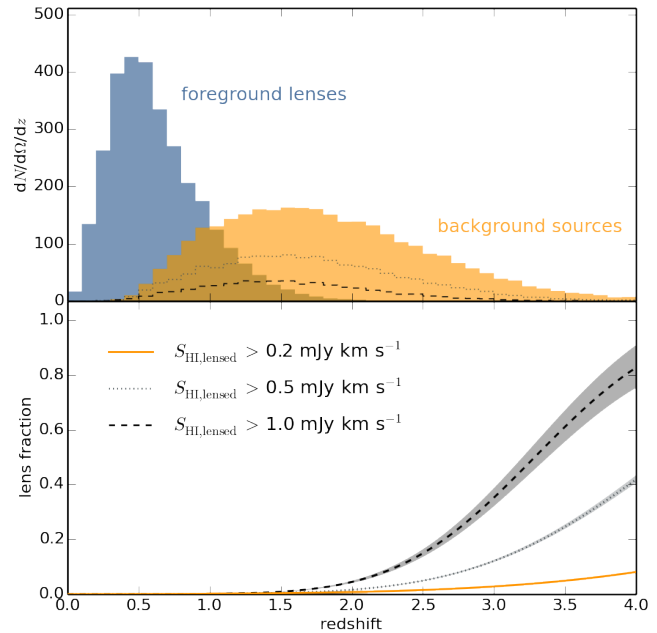 500
400
300
200
100
0
dN/dΩ/dz
foreground lenses
background sources
1.0
0.8
0.6
0.4
0.2
0.0
lens fraction
S_HI,lensed > 0.2 mJy km s⁻¹
S_HI,lensed > 0.5 mJy km s⁻¹
S_HI,lensed > 1.0 mJy km s⁻¹
0.0 0.5 1.0 1.5 2.0 2.5 3.0 3.5 4.0
redshift